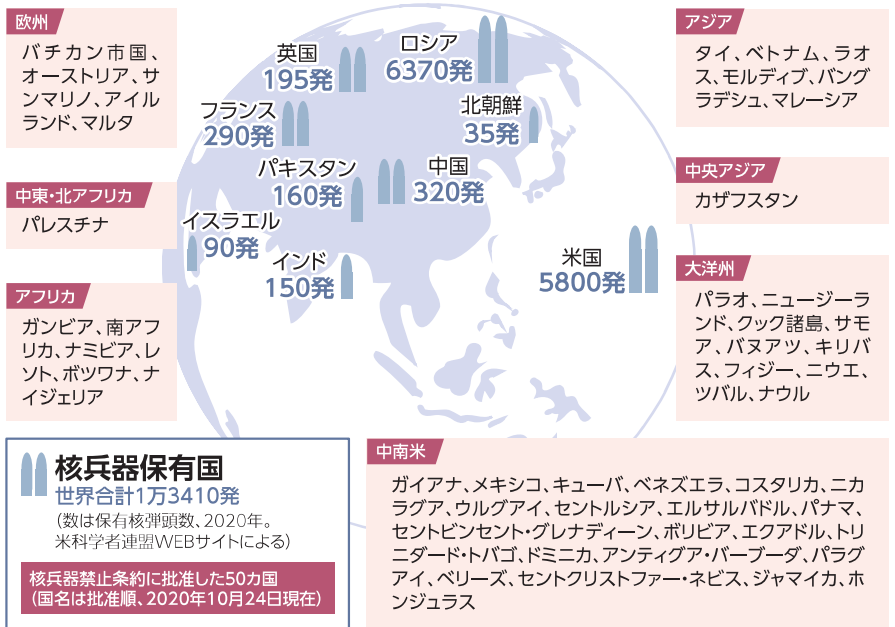 欧州
バチカン市国、
オーストリア、サ
ンマリノ、アイル
ランド、マルタ
中東・北アフリカ
パレスチナ
アフリカ
ガンビア、南アフ
リカ、ナミビア、レ
ソト、ボツワナ、ナ
イジェリア
英国
195発
ロシア
6370発
フランス
290発
北朝鮮
35発
パキスタン
160発
中国
320発
イスラエル
90発
インド
150発
米国
5800発
アジア
タイ、ベトナム、ラオ
ス、モルディブ、バング
ラデシュ、マレーシア
中央アジア
カザフスタン
大洋州
パラオ、ニュージーラ
ンド、クック諸島、サモ
ア、バヌアツ、キリバ
ス、フィジー、ニウエ、
ツバル、ナウル
核兵器保有国
世界合計1万3410発
(数は保有核弾頭数、2020年。
米科学者連盟WEBサイトによる)
核兵器禁止条約に批准した50カ国
(国名は批准順、2020年10月24日現在)
中南米
ガイアナ、メキシコ、キューバ、ベネズエラ、コスタリカ、ニカ
ラグア、ウルグアイ、セントルシア、エルサルバドル、パナマ、
セントビンセント・グレナディーン、ボリビア、エクアドル、トリ
ニダード・トバゴ、ドミニカ、アンティグア・バーブーダ、パラグ
アイ、ベリーズ、セントクリストファー・ネビス、ジャマイカ、ホ
ンジュラス